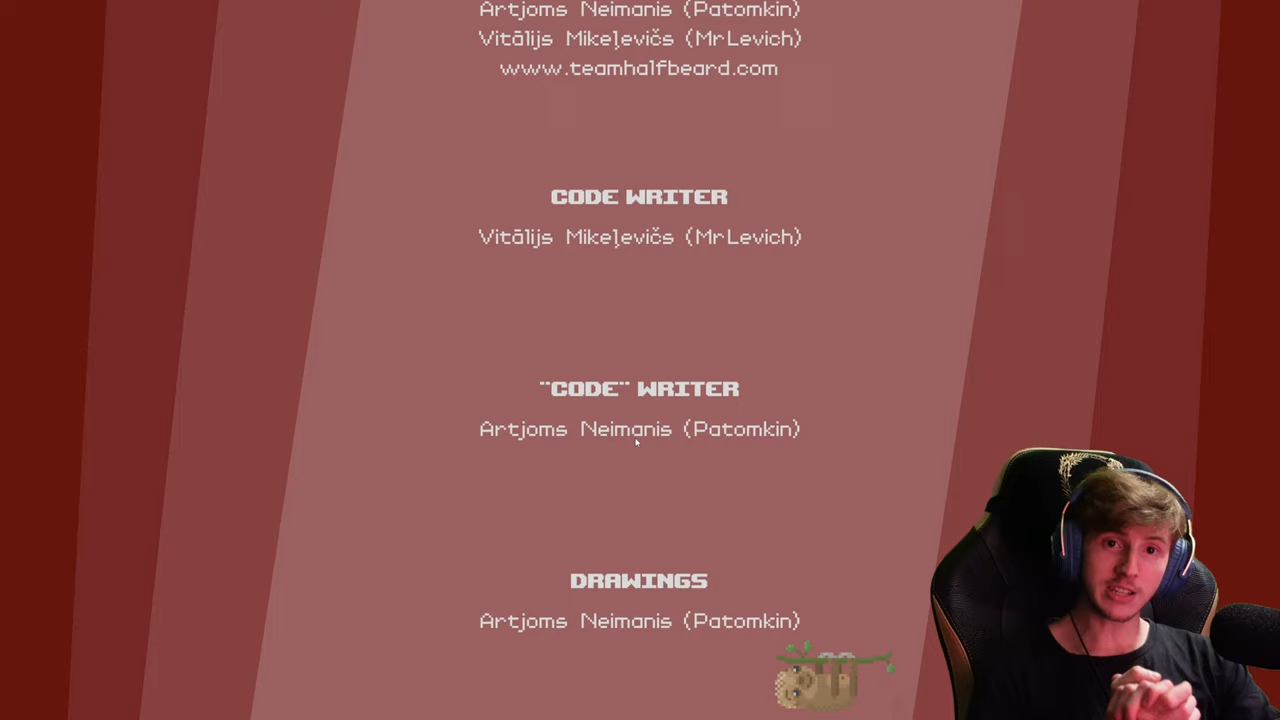 Artjoms Neimanis (Patomkin)
Vitālijs Mikeļevičs (MrLevich)
www.teamhalfbeard.com
CODE WRITER
Vitālijs Mikeļevičs (MrLevich)
"CODE" WRITER
Artjoms Neimanis (Patomkin)
DRAWINGS
Artjoms Neimanis (Patomkin)